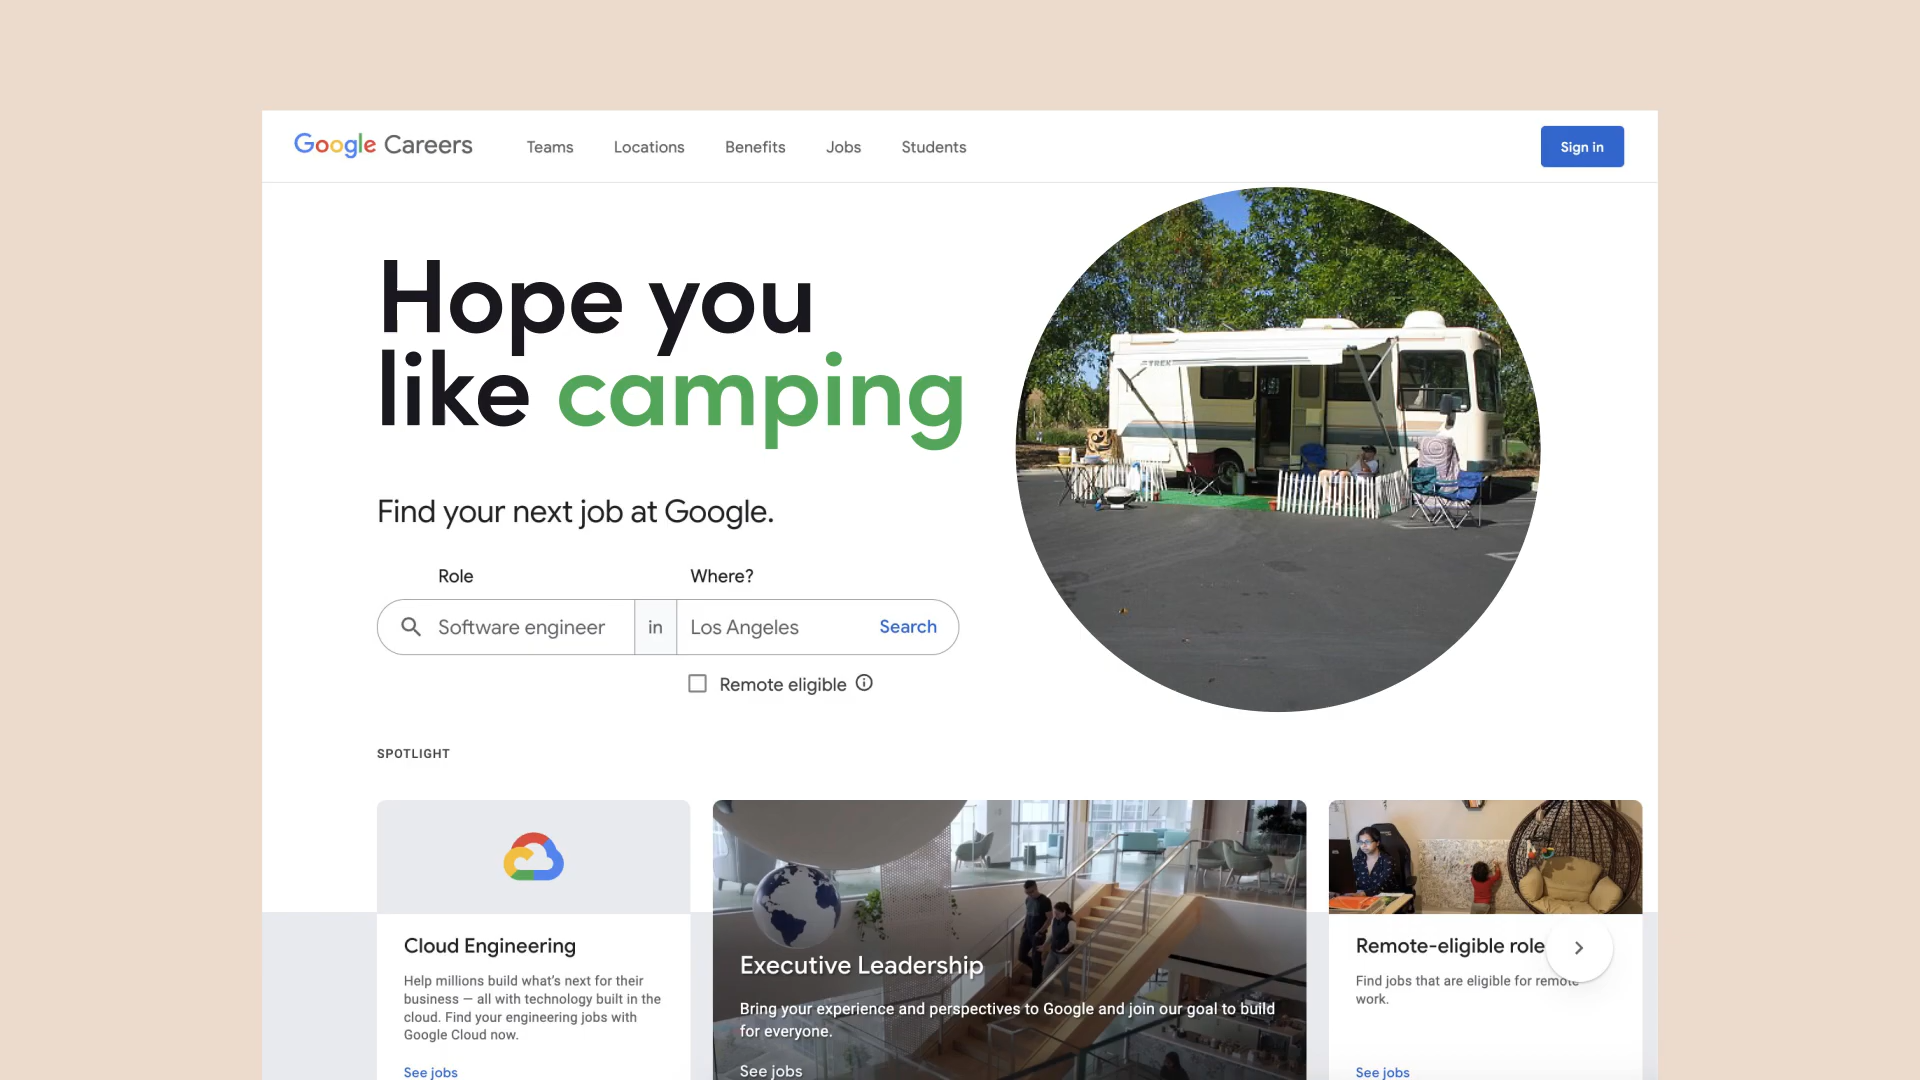 Google Careers
Teams
Locations
Benefits
Jobs
Students
Sign in
Hope you
like camping
TREK
Find your next job at Google.
Role
Where?
Software engineer
in
Los Angeles
Search
Remote eligible
SPOTLIGHT
Cloud Engineering
Help millions build what’s next for their
business — all with technology built in the
cloud. Find your engineering jobs with
Google Cloud now.
See jobs
Executive Leadership
Bring your experience and perspectives to Google and join our goal to build
for everyone.
See jobs
Remote-eligible role
Find jobs that are eligible for remote
work.
See jobs